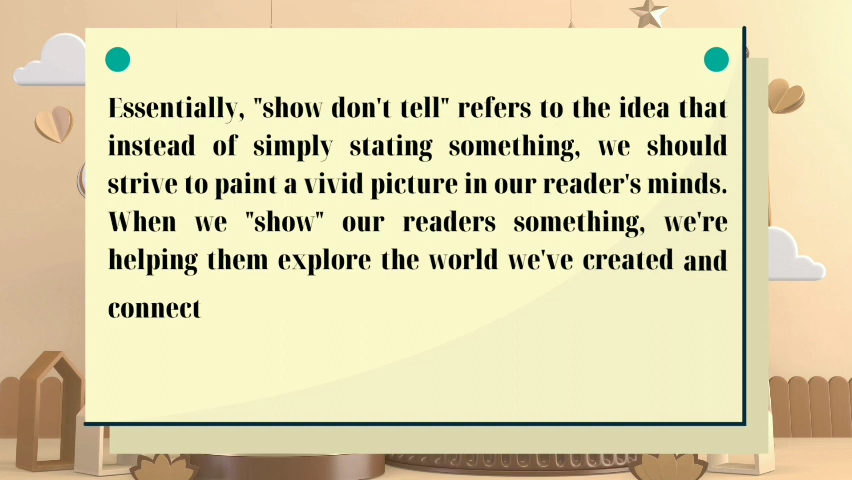 Essentially, "show don't tell" refers to the idea that
instead of simply stating something, we should
strive to paint a vivid picture in our reader's minds.
When we "show" our readers something, we're
helping them explore the world we've created and
connect